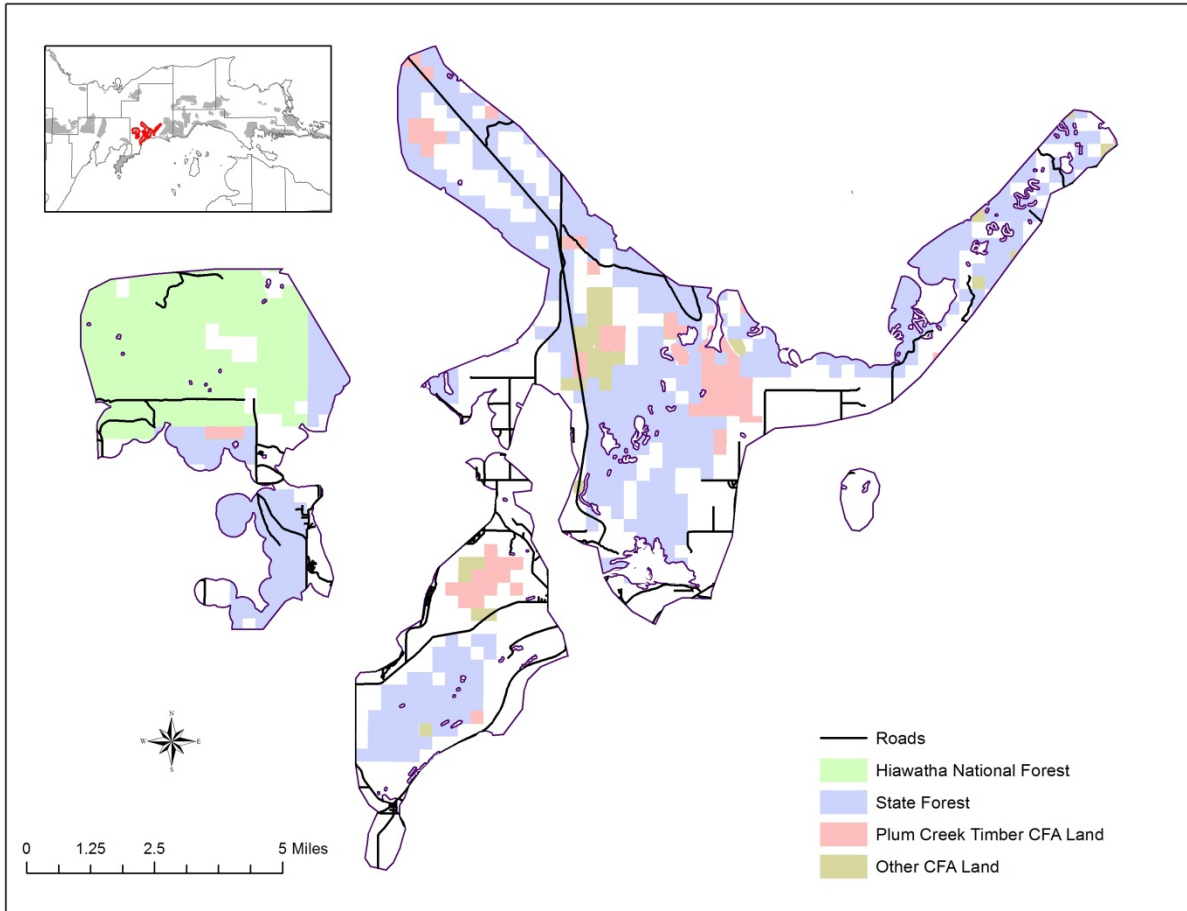 N
W E
S
0 1.25 2.5 5 Miles
Roads
Hiawatha National Forest
State Forest
Plum Creek Timber CFA Land
Other CFA Land